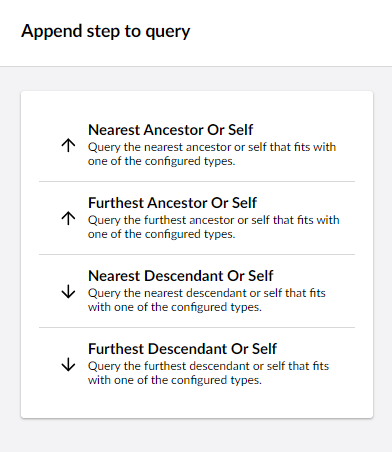 Append step to query
Nearest Ancestor Or Self
Query the nearest ancestor or self that fits with
one of the configured types.
Furthest Ancestor Or Self
Query the furthest ancestor or self that fits with
one of the configured types.
Nearest Descendant Or Self
Query the nearest descendant or self that fits
with one of the configured types.
Furthest Descendant Or Self
Query the furthest descendant or self that fits
with one of the configured types.